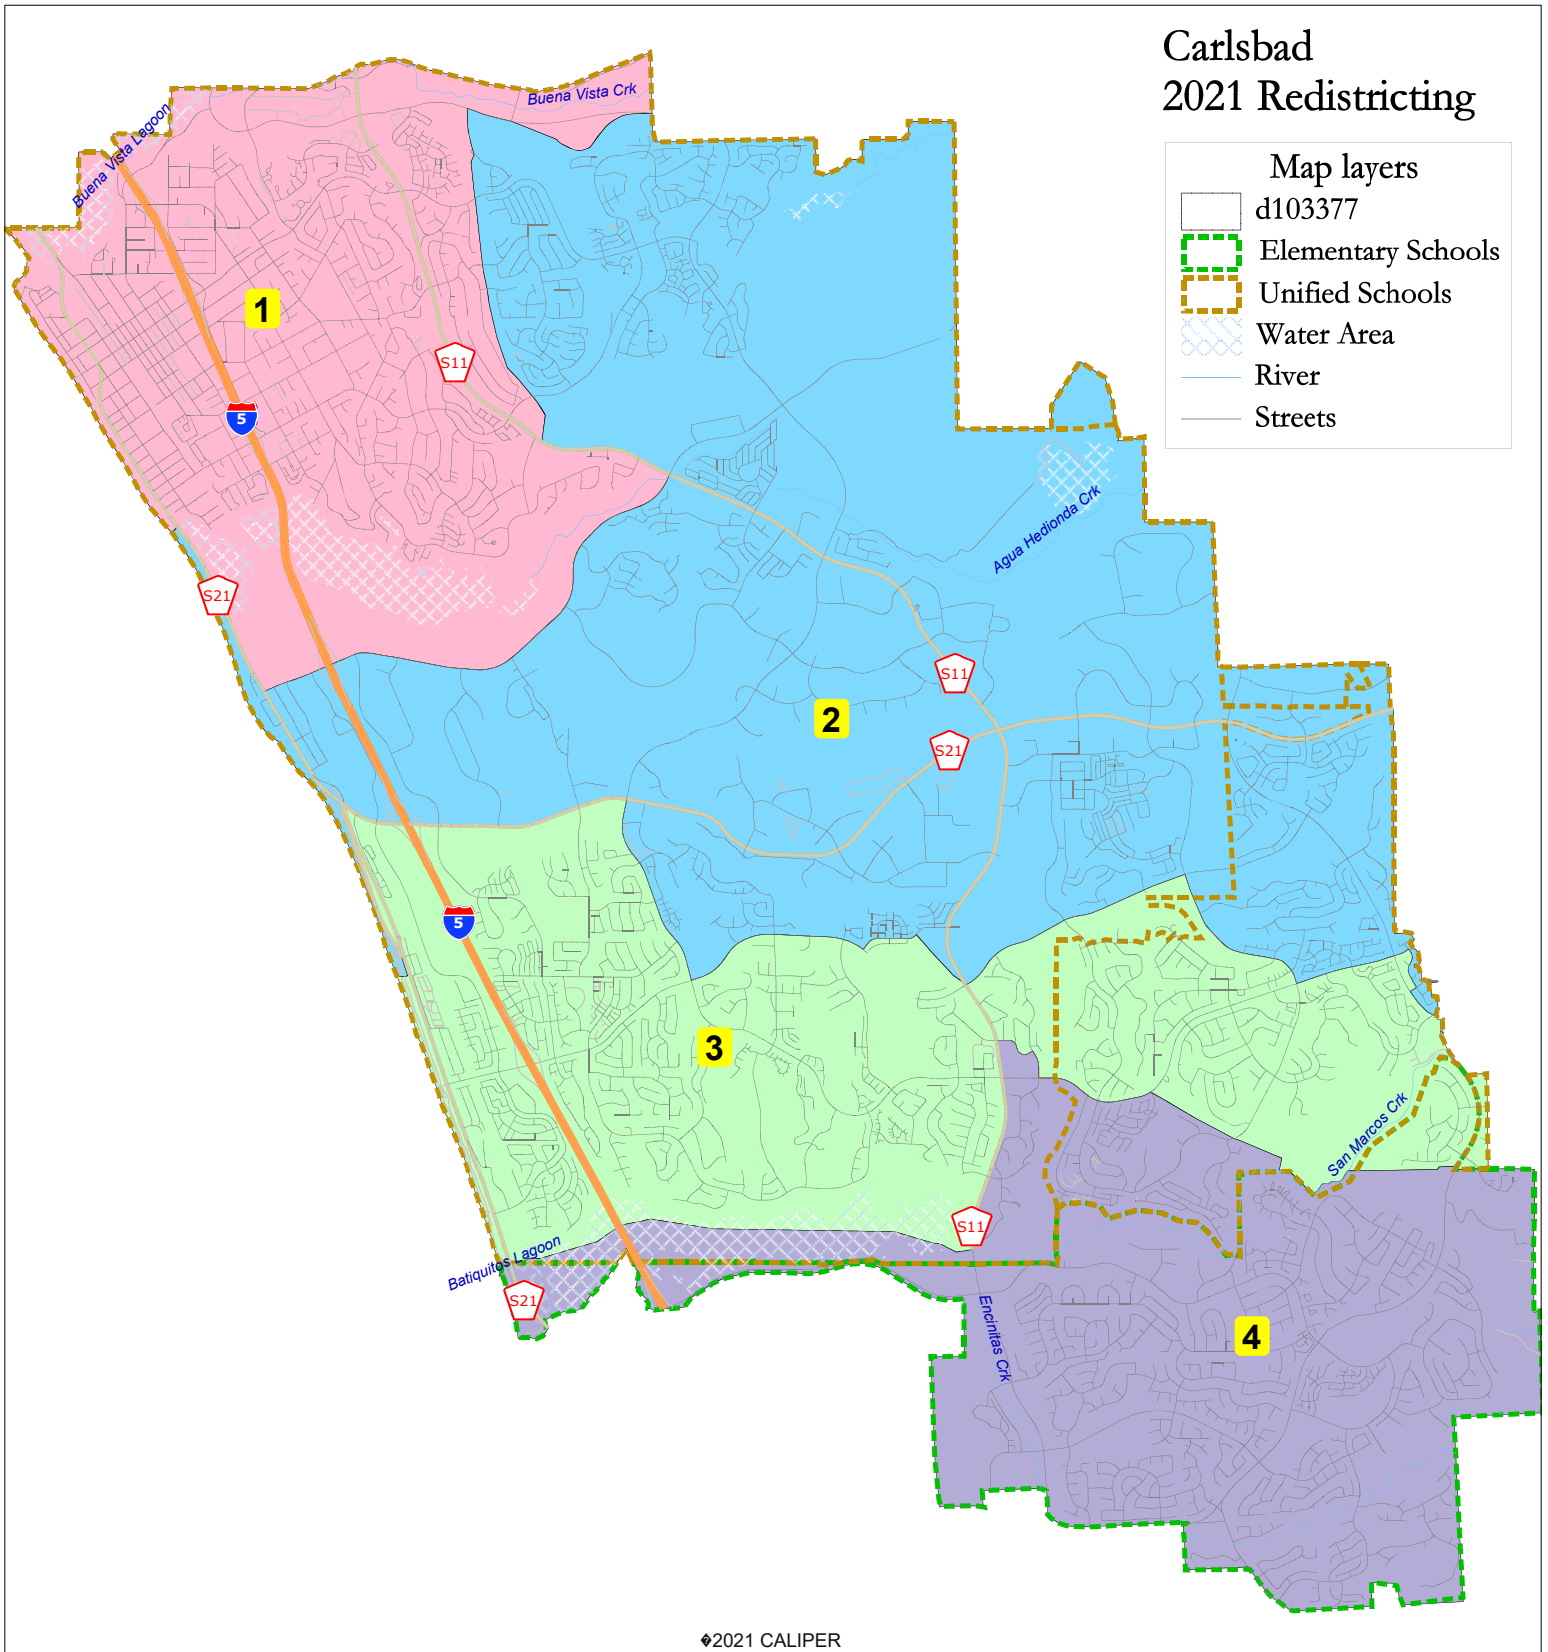 Carlsbad
2021 Redistricting
Map layers
d103377
Elementary Schools
Unified Schools
Water Area
River
Streets
Buena Vista Crk
Buena Vista Lagoon
1
S11
5
Agua Hedionda Crk
S21
S11
2
S21
5
3
San Marcos Crk
S11
Batiquitos Lagoon
S21
Encinitas Crk
4
�2021 CALIPER